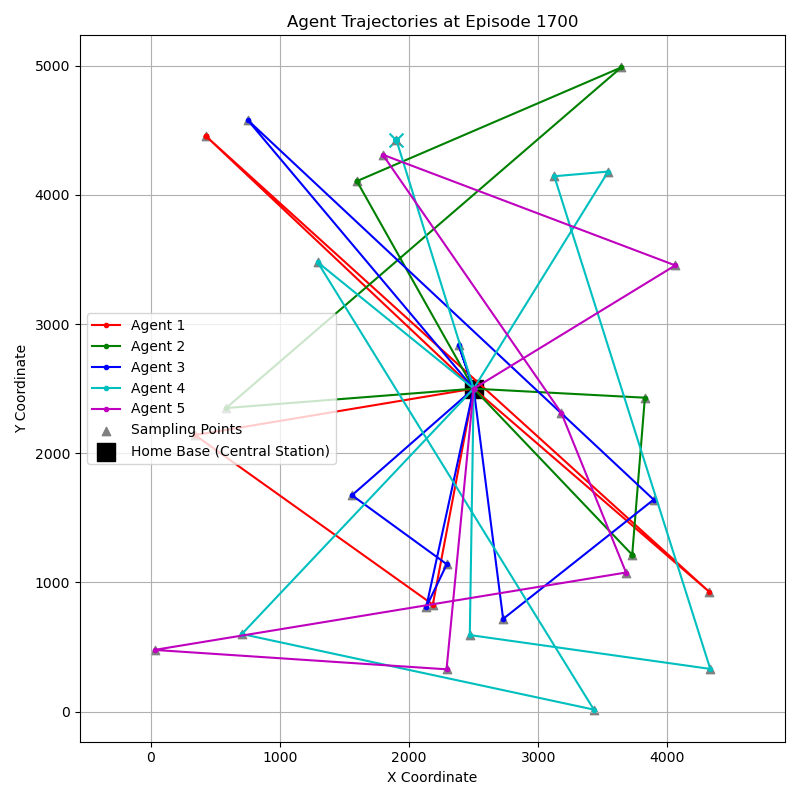 Agent Trajectories at Episode 1700
5000
4000
3000
2000
1000
0
Y Coordinate
Agent 1
Agent 2
Agent 3
Agent 4
Agent 5
Sampling Points
Home Base (Central Station)
0 1000 2000 3000 4000
X Coordinate